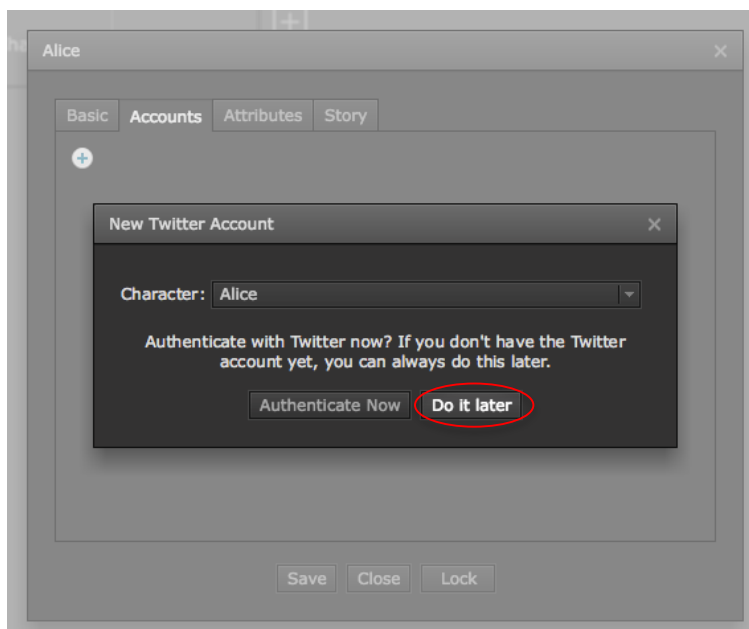 [+]
ha
Alice
Basic Accounts Attributes Story
New Twitter Account
Character: Alice
Authenticate with Twitter now? If you don't have the Twitter
account yet, you can always do this later.
Authenticate Now Do it later
Save Close Lock